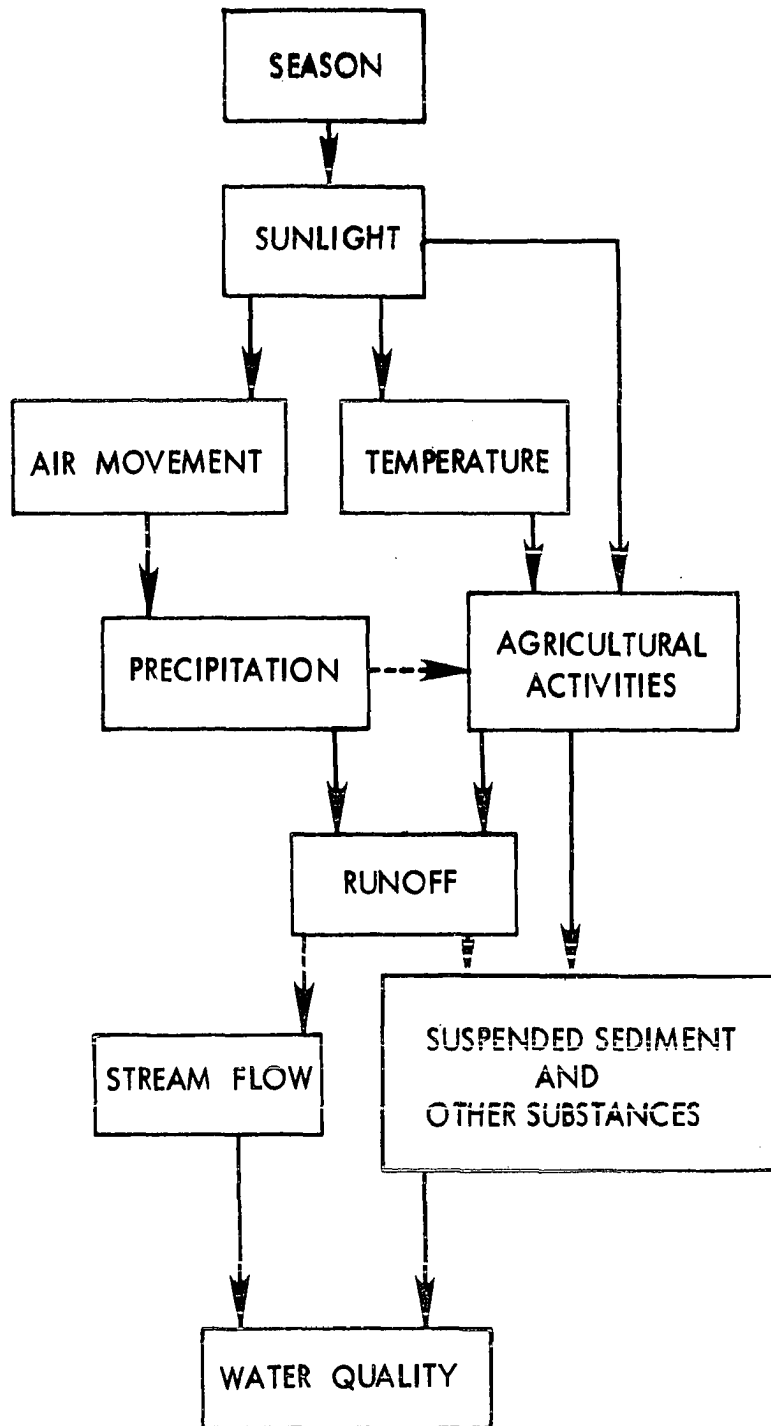 SEASON
SUNLIGHT
AIR MOVEMENT
TEMPERATURE
PRECIPITATION
AGRICULTURAL
ACTIVITIES
RUNOFF
STREAM FLOW
SUSPENDED SEDIMENT
AND
OTHER SUBSTANCES
WATER QUALITY